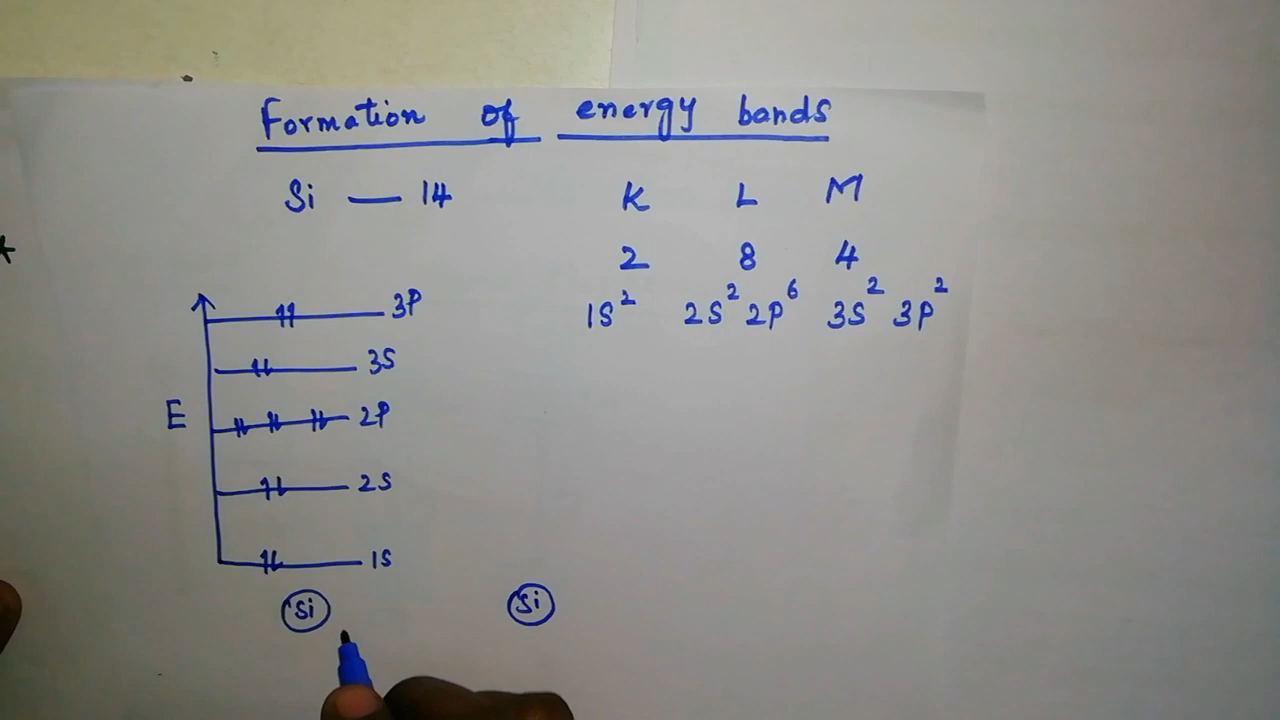 Formation of energy bands
Si — 14 K L M
2 8 4
1S² 2S² 2P⁶ 3S² 3P²
3P
3S
E
2P
2S
1S
Si Si